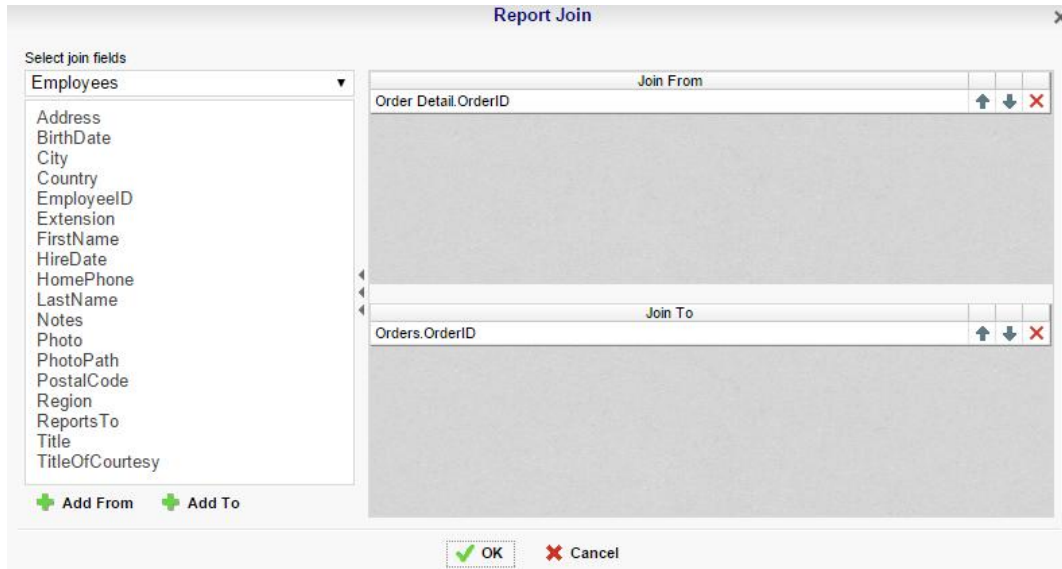 Report Join
Select join fields
Employees
Address
BirthDate
City
Country
EmployeeID
Extension
FirstName
HireDate
HomePhone
LastName
Notes
Photo
PhotoPath
PostalCode
Region
ReportsTo
Title
TitleOfCourtesy
Add From Add To
Join From
Order Detail.OrderID
Join To
Orders.OrderID
OK Cancel